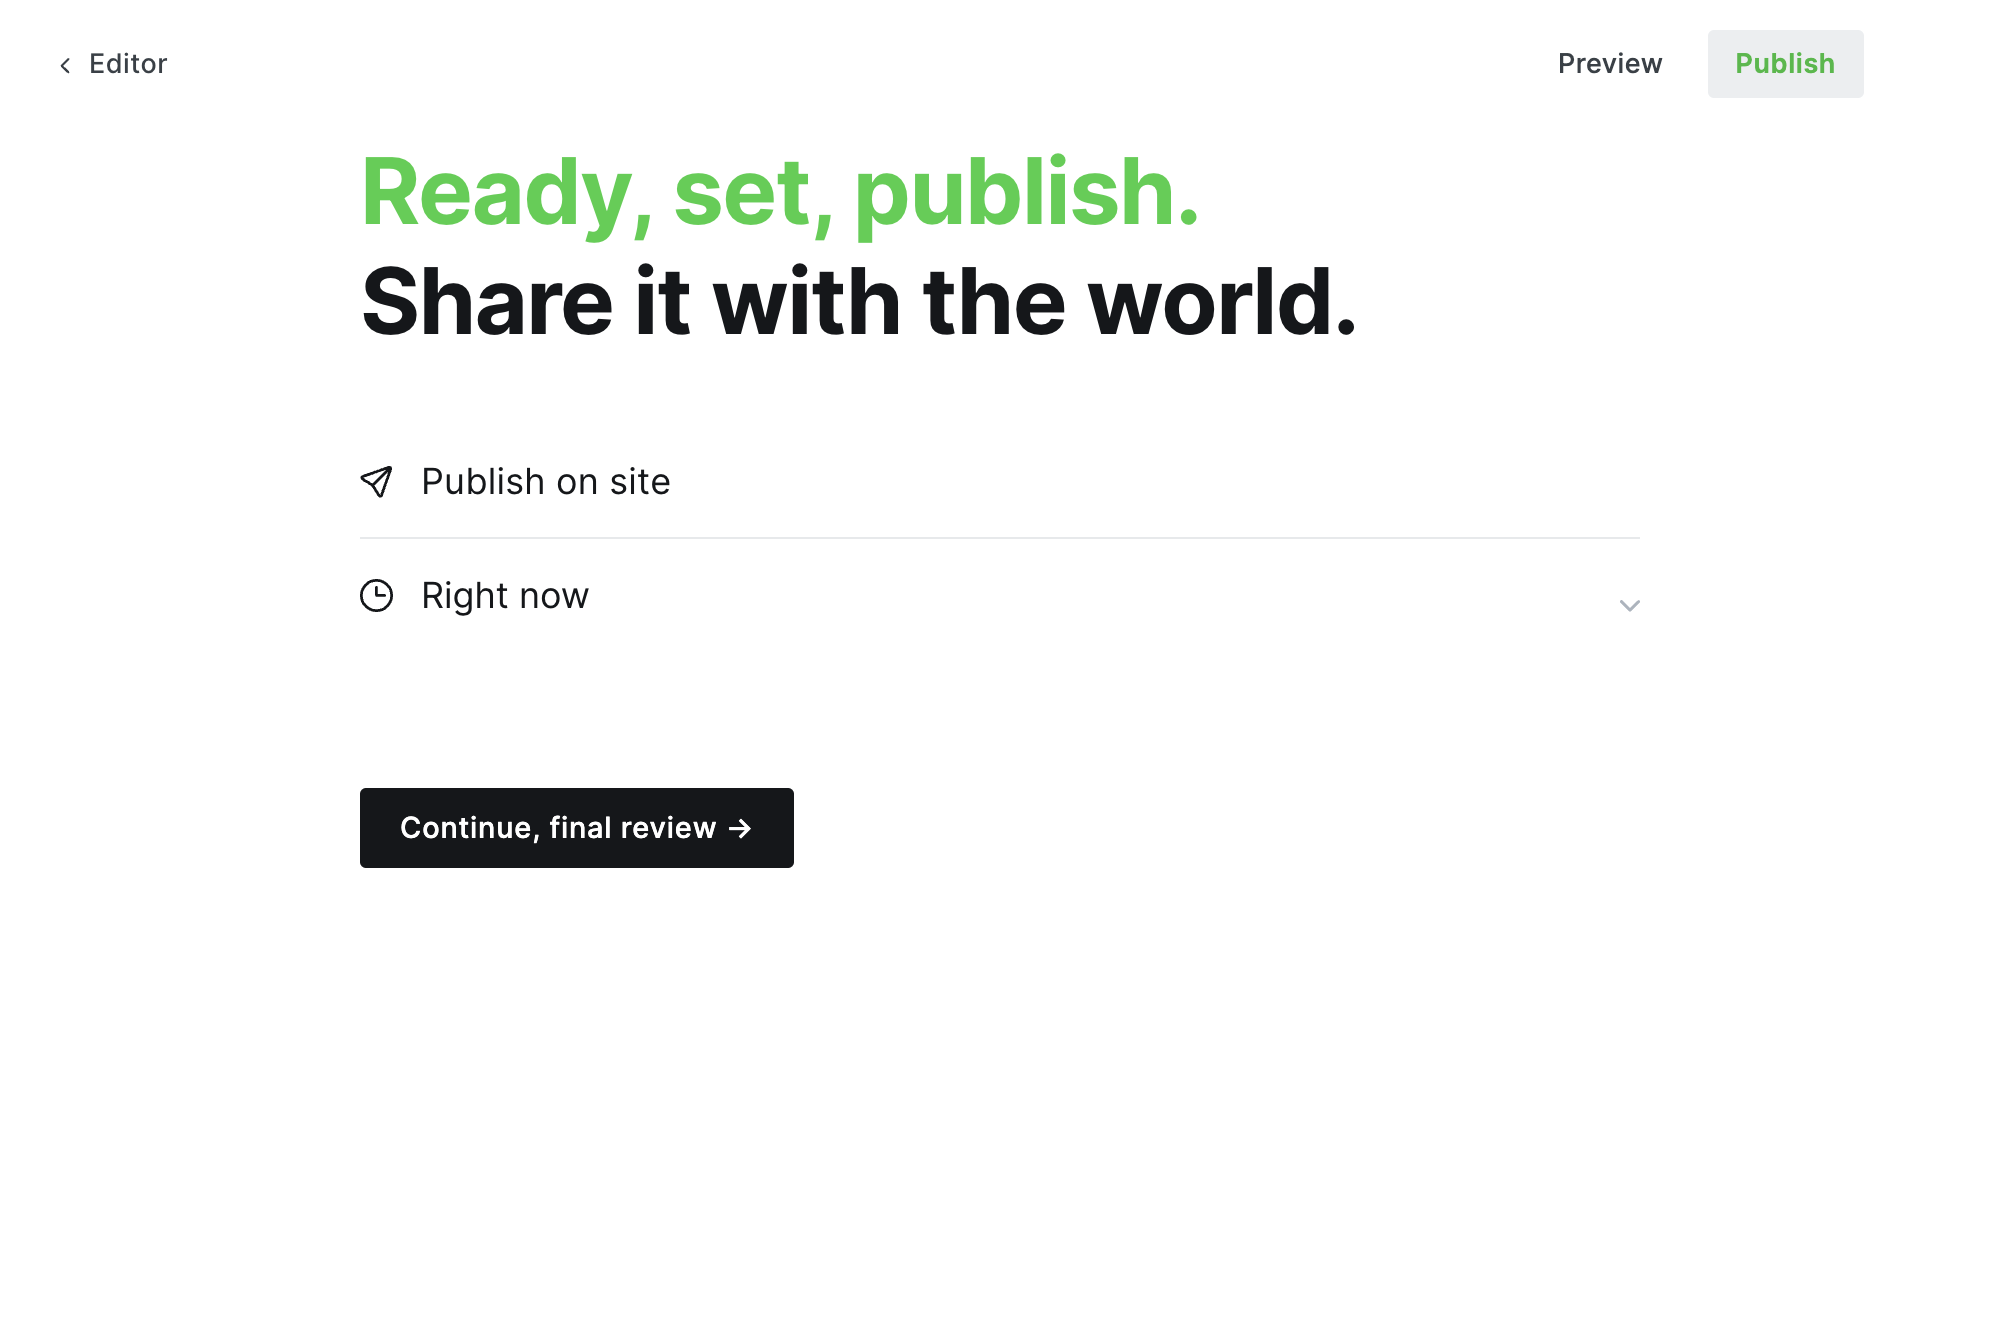 Editor
Preview
Publish
Ready, set, publish.
Share it with the world.
Publish on site
Right now
Continue, final review →